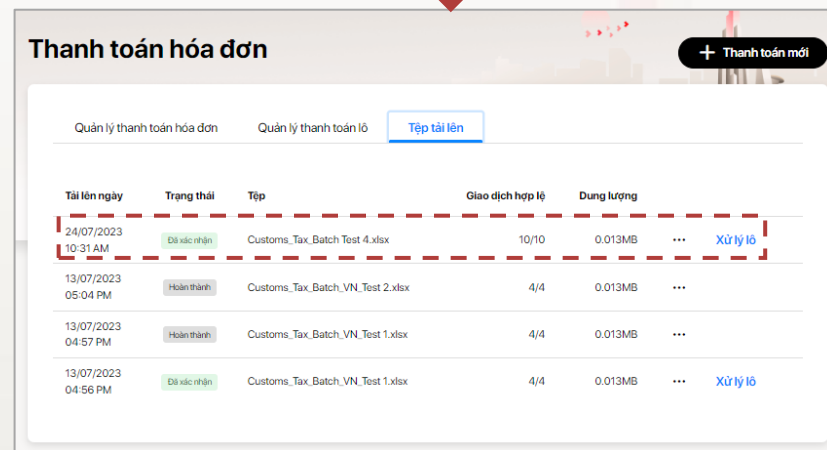 Thanh toán hóa đơn
+ Thanh toán mới
Quản lý thanh toán hóa đơn Quản lý thanh toán lô Tệp tải lên
Tải lên ngày Trạng thái Tệp Giao dịch hợp lệ Dung lượng
24/07/2023
10:31 AM Đã xác nhận Customs_Tax_Batch Test 4.xlsx 10/10 0.013MB ••• Xử lý lô
13/07/2023
05:04 PM Hoàn thành Customs_Tax_Batch_VN_Test 2.xlsx 4/4 0.013MB •••
13/07/2023
04:57 PM Hoàn thành Customs_Tax_Batch_VN_Test 1.xlsx 4/4 0.013MB •••
13/07/2023
04:56 PM Đã xác nhận Customs_Tax_Batch_VN_Test 1.xlsx 4/4 0.013MB ••• Xử lý lô